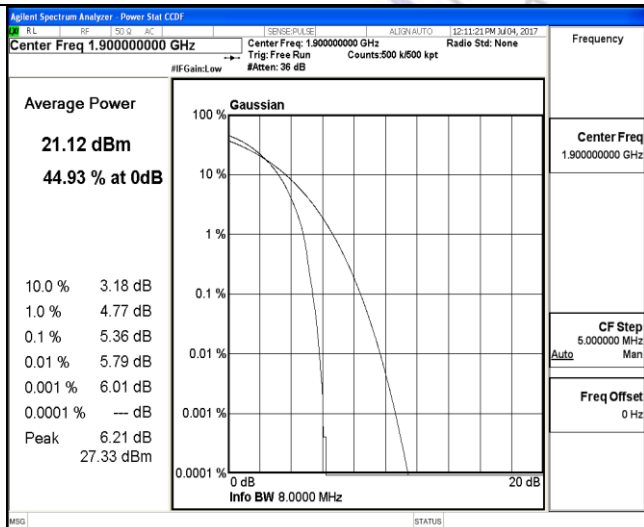 Agilent Spectrum Analyzer - Power Stat CCDF
RL RF 50 Ω AC SENSE:PULSE ALIGN AUTO 12:11:21 PM Jul 04, 2017
Center Freq 1.900000000 GHz
Center Freq: 1.900000000 GHz Radio Std: None
Trig: Free Run Counts:500 k/500 kpt
#IFGain:Low #Atten: 36 dB
Frequency
Average Power
21.12 dBm
44.93 % at 0dB
10.0 % 3.18 dB
1.0 % 4.77 dB
0.1 % 5.36 dB
0.01 % 5.79 dB
0.001 % 6.01 dB
0.0001 % --- dB
Peak 6.21 dB
27.33 dBm
Gaussian
100 %
10 %
1 %
0.1 %
0.01 %
0.001 %
0.0001 %
0 dB 20 dB
Info BW 8.0000 MHz
Center Freq
1.900000000 GHz
CF Step
5.000000 MHz
Auto Man
Freq Offset
0 Hz
MSG STATUS